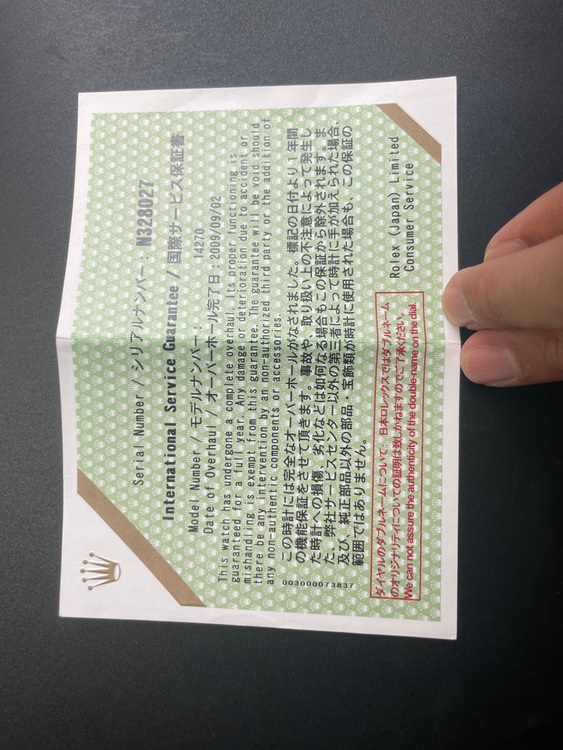 Serial Number / シリアルナンバー: N328027
International Service Guarantee / 国際サービス保証書
Model Number / モデルナンバー: 14270
Date of Overhaul / オーバーホール完了日: 2009/09/02
This watch has undergone a complete overhaul. Its proper functioning is
guaranteed for a full year. Any damage or deterioration due to accident or
mishandling is exempt from this guarantee. The guarantee will be void should
there be any intervention by an non-authorized third party or the addition of
any non-authentic components or accessories.
この時計には完全なオーバーホールがなされました。標記の日付より1年間
の機能保証をさせて頂きます。事故や、取り扱い上の不注意によって発生し
た時計への損傷、劣化などは如何なる場合もこの保証から除外されます。ま
た、弊社サービスセンター以外の第三者によって時計に手が加えられた場合、
及び、純正部品以外の部品、宝飾類が時計に使用された場合も、この保証の
範囲ではありません。
003000073837
Rolex (Japan) Limited
Consumer Service
ダイヤルのダブルネームについて、日本ロレックスではダブルネーム
のオリジナリティについての証明は致しかねますのでご了承ください。
We can not assure the authenticity of the double-name on the dial.